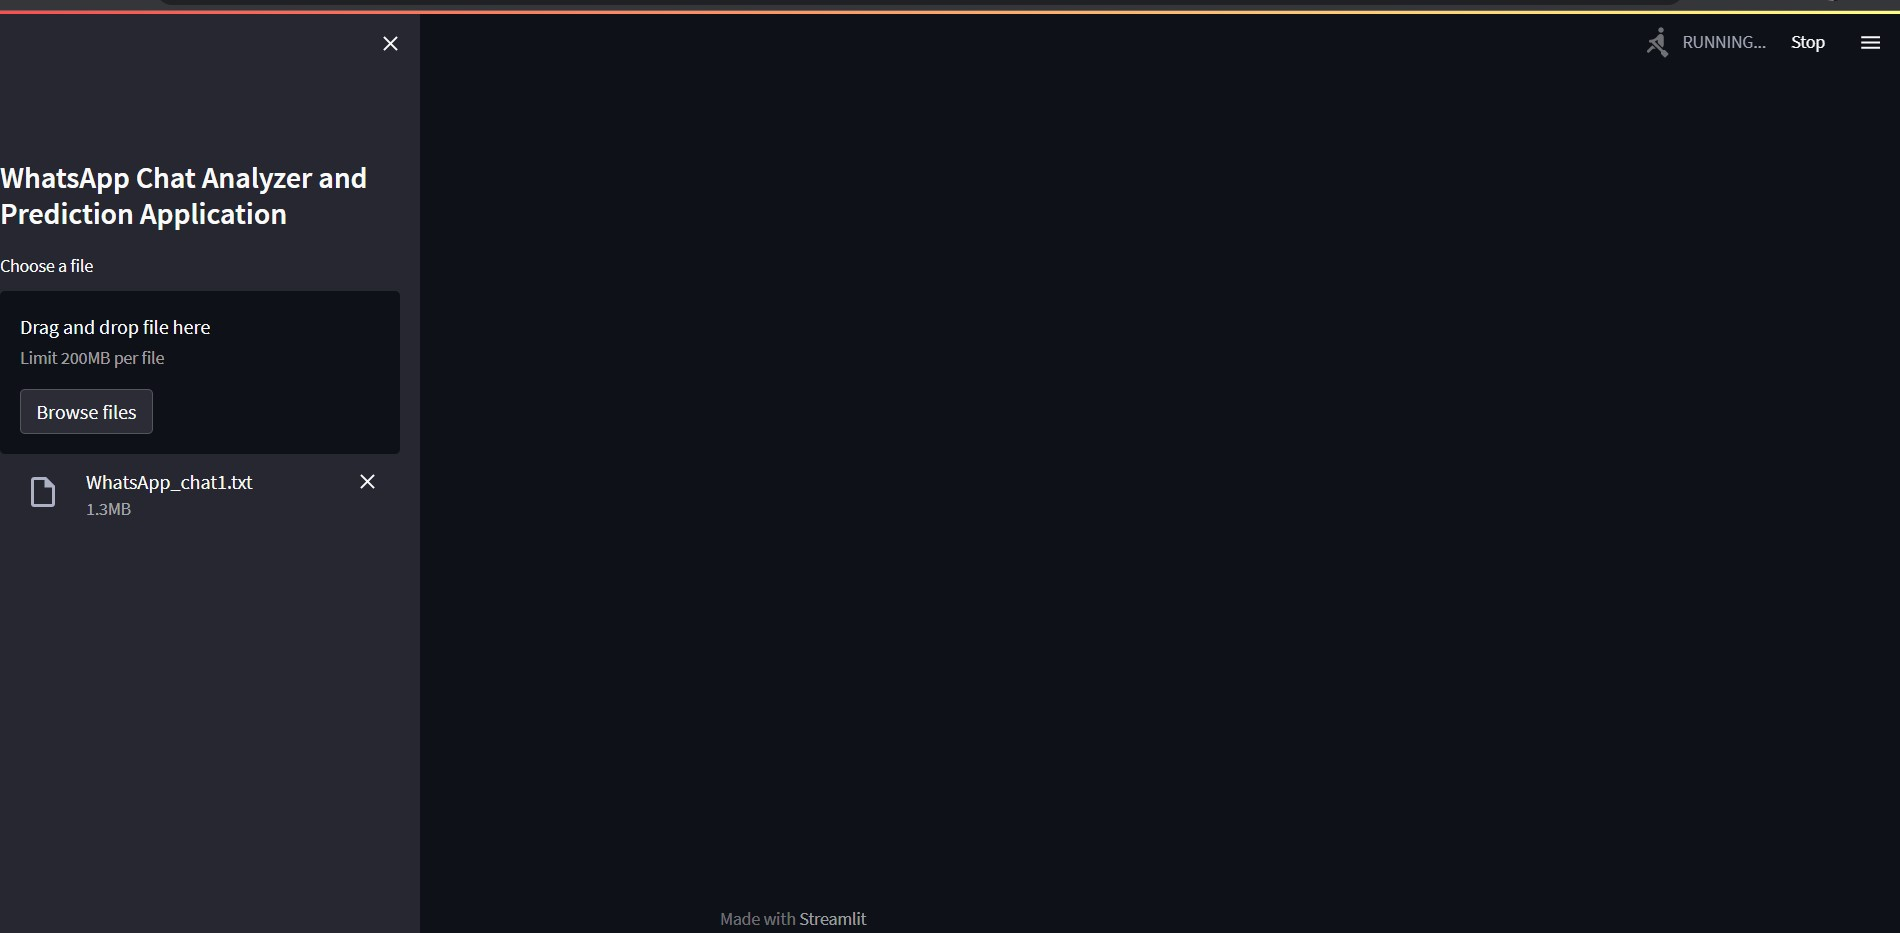 RUNNING...
Stop
WhatsApp Chat Analyzer and
Prediction Application
Choose a file
Drag and drop file here
Limit 200MB per file
Browse files
WhatsApp_chat1.txt
1.3MB
Made with Streamlit